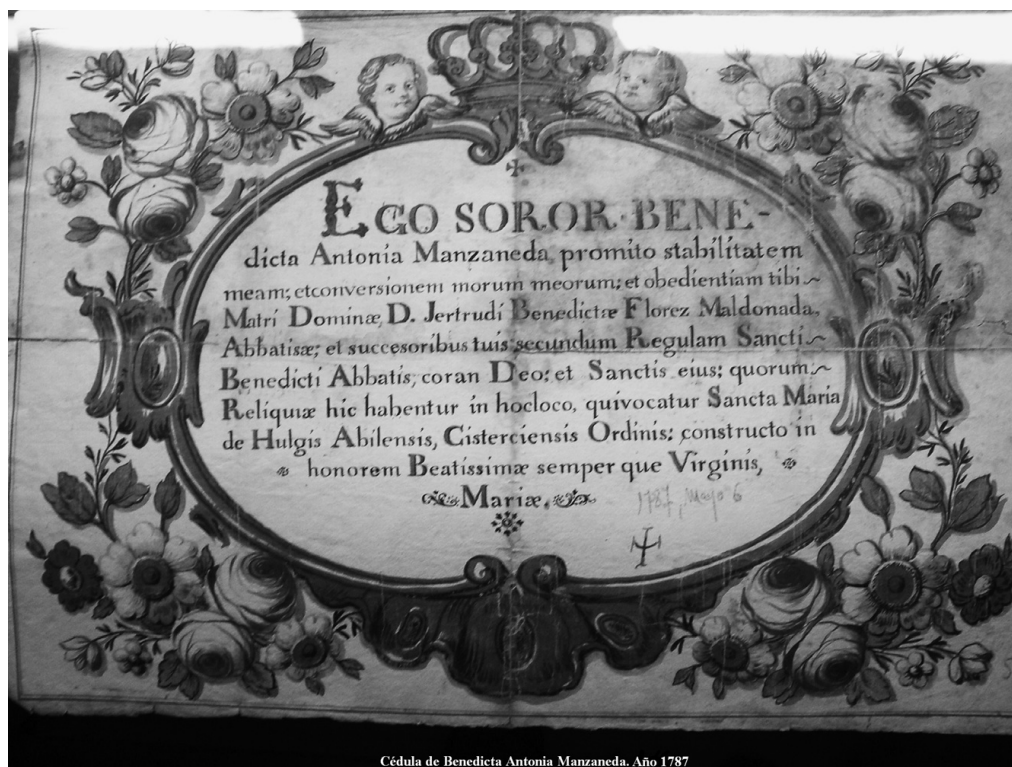 EGO SOROR·BENE-
dicta Antonia Manzaneda, promito stabilitatem
meam; etconversionem morum meorum; et obedientiam tibi~
Matri Dominæ, D. Jertrudi Benedictæ Florez Maldonada,
Abbatisæ; et succesoribus tuis secundum Regulam Sancti~
Benedicti Abbatis, coran Deo: et Sanctis eius: quorum~
Reliquiæ hic habentur in hocloco, quivocatur Sancta Maria
de Hulgis Abilensis, Cisterciensis Ordinis: constructo in
honorem Beatissimæ semper que Virginis,
Mariæ.
1787, Mayo 6
Cédula de Benedicta Antonia Manzaneda. Año 1787